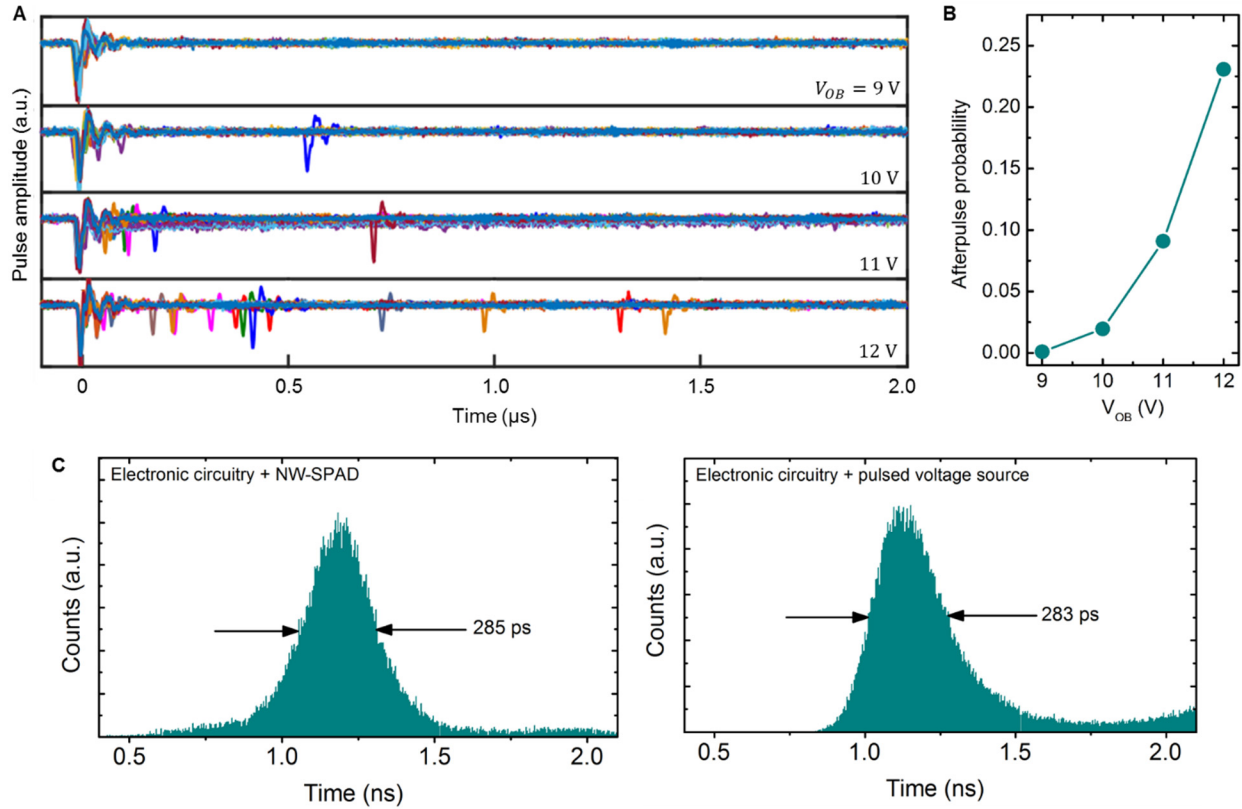 A
Pulse amplitude (a.u.)
V_OB = 9 V
10 V
11 V
12 V
0 0.5 1.0 1.5 2.0
Time (µs)
B
Afterpulse probablility
0.25
0.20
0.15
0.10
0.05
0.00
9 10 11 12
V_OB (V)
C
Electronic circuitry + NW-SPAD
Counts (a.u.)
285 ps
0.5 1.0 1.5 2.0
Time (ns)
Electronic circuitry + pulsed voltage source
Counts (a.u.)
283 ps
0.5 1.0 1.5 2.0
Time (ns)